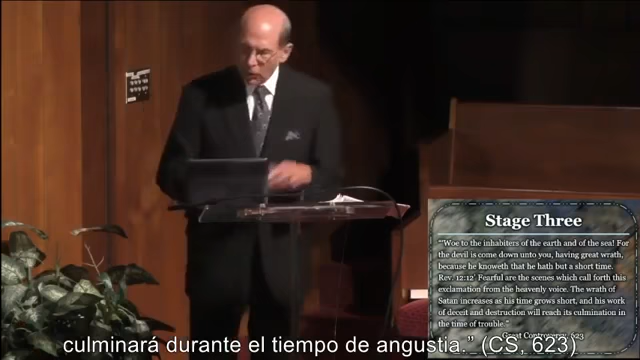 Stage Three
"'Woe to the inhabiters of the earth and of the sea! For
the devil is come down unto you, having great wrath,
because he knoweth that he hath but a short time.'
Rev. 12:12' Fearful are the scenes which call forth this
exclamation from the heavenly voice. The wrath of
Satan increases as his time grows short, and his work
of deceit and destruction will reach its culmination in
the time of trouble."
Great Controversy, 623
culminará durante el tiempo de angustia.” (CS, 623)